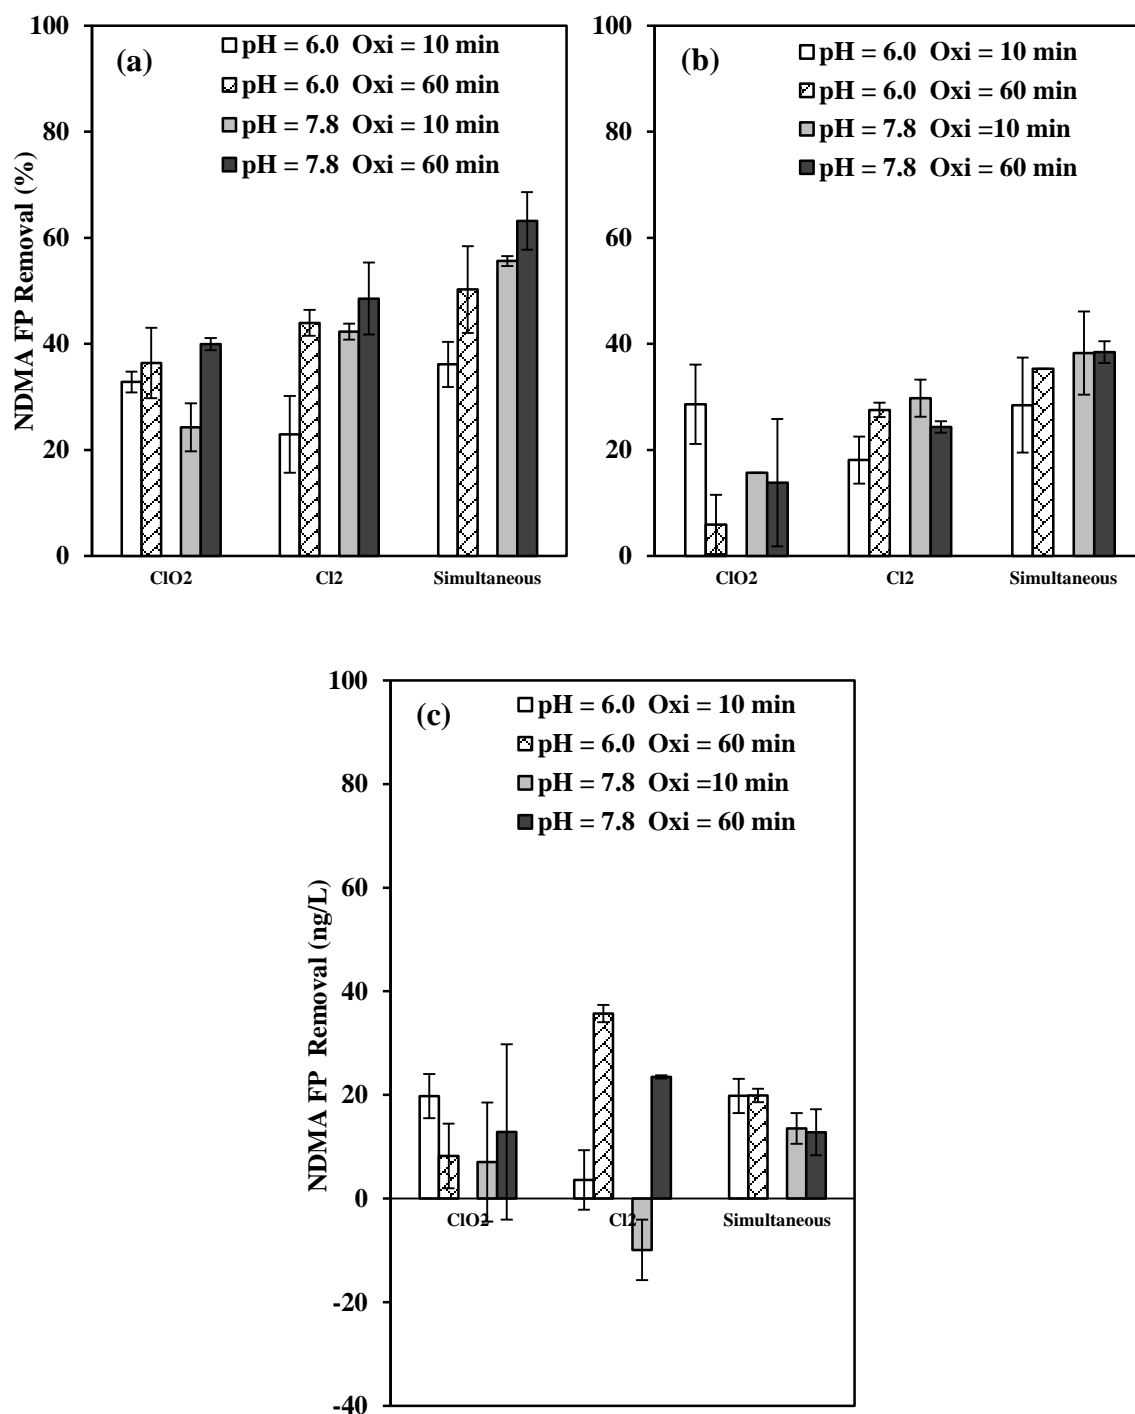 NDMA FP Removal (%)
100
80
60
40
20
0
(a)
pH = 6.0 Oxi = 10 min
pH = 6.0 Oxi = 60 min
pH = 7.8 Oxi = 10 min
pH = 7.8 Oxi = 60 min
ClO2
Cl2
Simultaneous
100
80
60
40
20
0
(b)
pH = 6.0 Oxi = 10 min
pH = 6.0 Oxi = 60 min
pH = 7.8 Oxi =10 min
pH = 7.8 Oxi = 60 min
ClO2
Cl2
Simultaneous
NDMA FP Removal (ng/L)
100
80
60
40
20
0
-20
-40
(c)
pH = 6.0 Oxi = 10 min
pH = 6.0 Oxi = 60 min
pH = 7.8 Oxi =10 min
pH = 7.8 Oxi = 60 min
ClO2
Cl2
Simultaneous